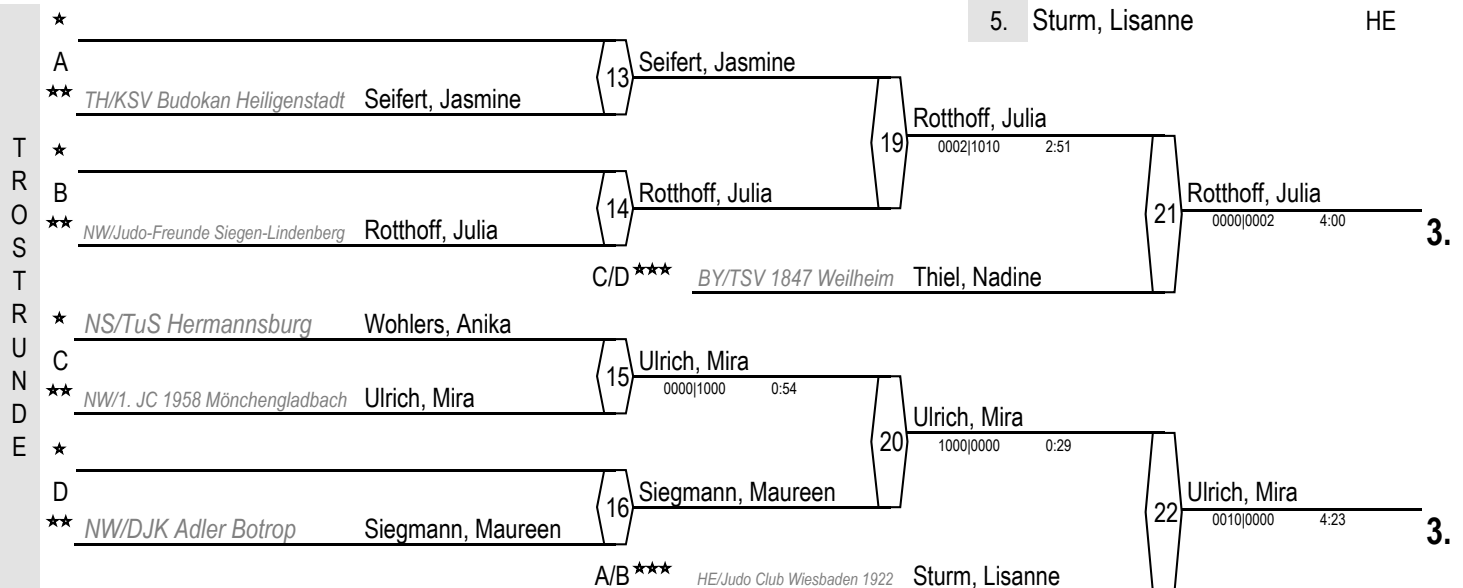 5. Sturm, Lisanne HE
TROSTRUNDE
A
13 Seifert, Jasmine
TH/KSV Budokan Heiligenstadt Seifert, Jasmine
19 Rotthoff, Julia
0002|1010 2:51
B
14 Rotthoff, Julia
NW/Judo-Freunde Siegen-Lindenberg Rotthoff, Julia
21 Rotthoff, Julia
0000|0002 4:00
3.
C/D BY/TSV 1847 Weilheim Thiel, Nadine
NS/TuS Hermannsburg Wohlers, Anika
C
15 Ulrich, Mira
0000|1000 0:54
NW/1. JC 1958 Mönchengladbach Ulrich, Mira
20 Ulrich, Mira
1000|0000 0:29
D
16 Siegmann, Maureen
NW/DJK Adler Botrop Siegmann, Maureen
22 Ulrich, Mira
0010|0000 4:23
3.
A/B HE/Judo Club Wiesbaden 1922 Sturm, Lisanne